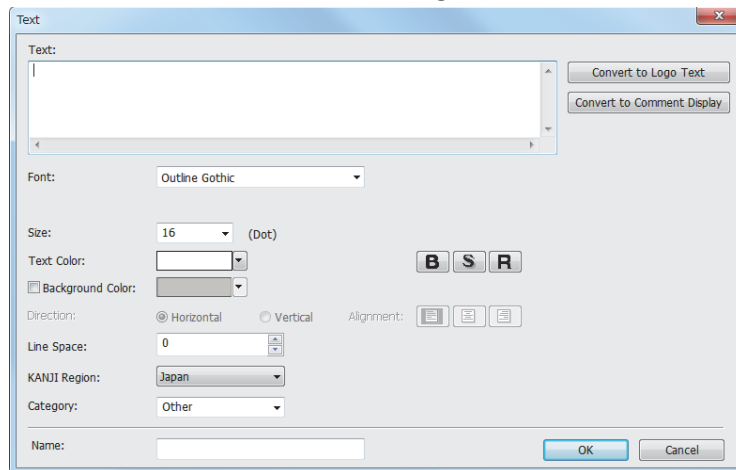 Text
Text:
Convert to Logo Text
Convert to Comment Display
Font:
Outline Gothic
Size:
16
(Dot)
Text Color:
B S R
Background Color:
Direction:
Horizontal
Vertical
Alignment:
Line Space:
0
KANJI Region:
Japan
Category:
Other
Name:
OK
Cancel